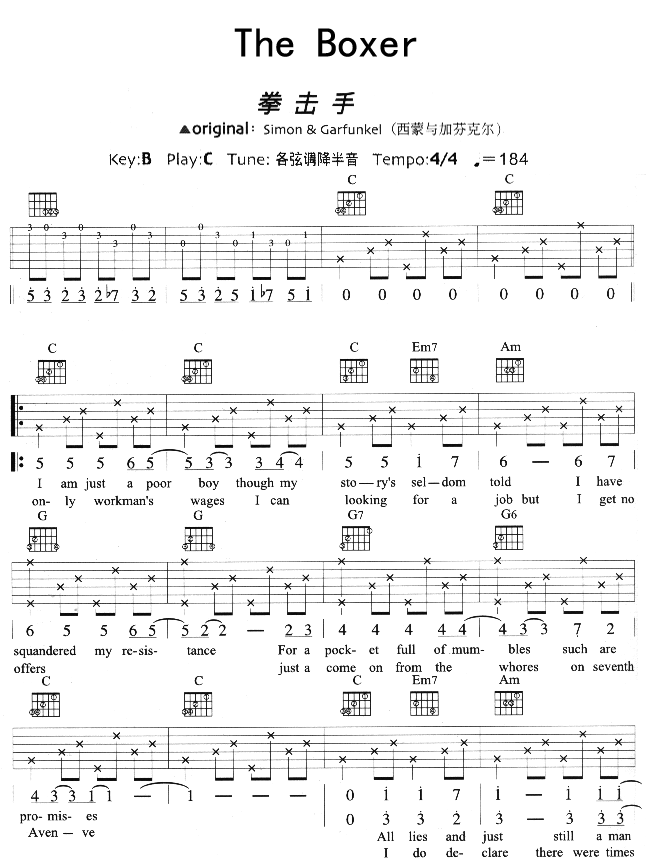 The Boxer
拳击手
▲original: Simon & Garfunkel (西蒙与加芬克尔)
Key:B Play:C Tune: 各弦调降半音 Tempo:4/4 ♩.=184
C C
3 0 3 0 3 2 3 3 0 0 3 0 1 3 0 1
5 3 2 3 2 ♭7 3 2 | 5 3 2 5 1 ♭7 5 1 | 0 0 0 0 | 0 0 0 0
C C C Em7 Am
5 5 5 6 5 | 5 3 3 3 4 4 | 5 5 1 7 | 6 — 6 7
I am just a poor boy though my sto—ry's sel—dom told I have
on- ly workman's wages I can looking for a job but I get no
G G G7 G6
6 5 5 6 5 | 5 2 2 — 2 3 | 4 4 4 4 4 | 4 3 3 7 2
squandered my re-sis- tance For a pock-et full of mum- bles such are
offers just a come on from the whores on seventh
C C C Em7 Am
4 3 3 1 1 — | 1 — — — | 0 1 1 7 | 1 — 1 1
0 3 3 2 | 3 — 3 3
pro-mis- es
Aven — ve
All lies and just still a man
I do de- clare there were times